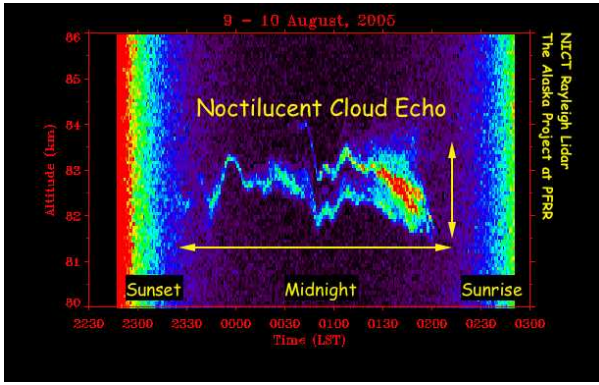 9 - 10 August, 2005
Altitude (km)
86
85
84
83
82
81
80
Noctilucent Cloud Echo
Sunset
Midnight
Sunrise
2230 2300 2330 0000 0030 0100 0130 0200 0230 0300
Time (LST)
NICT Rayleigh Lidar
The Alaska Project at PFRR